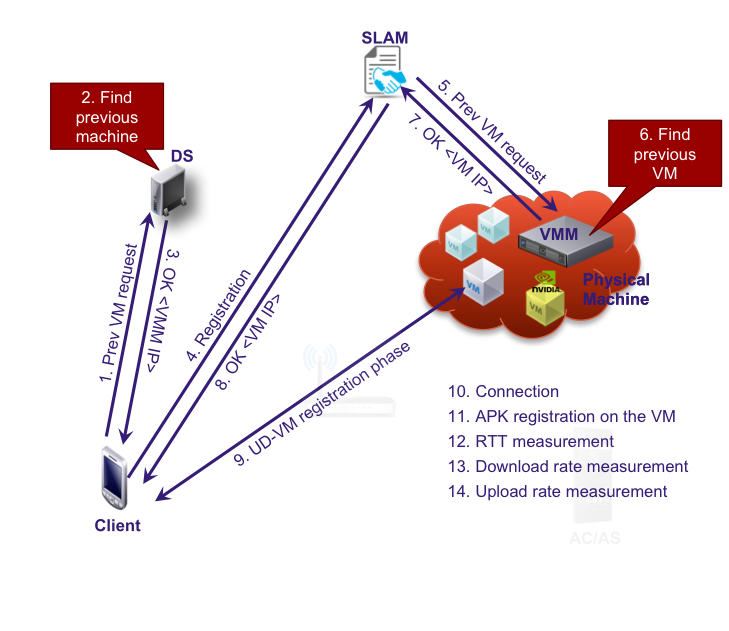 SLAM
2. Find
previous
machine
DS
5. Prev VM request
7. OK <VM IP>
6. Find
previous
VM
VMM
VM
VM
VM
VM
NVIDIA
Physical
Machine
1. Prev VM request
3. OK <VMM IP>
4. Registration
8. OK <VM IP>
9. UD-VM registration phase
10. Connection
11. APK registration on the VM
12. RTT measurement
13. Download rate measurement
14. Upload rate measurement
Client
AC/AS